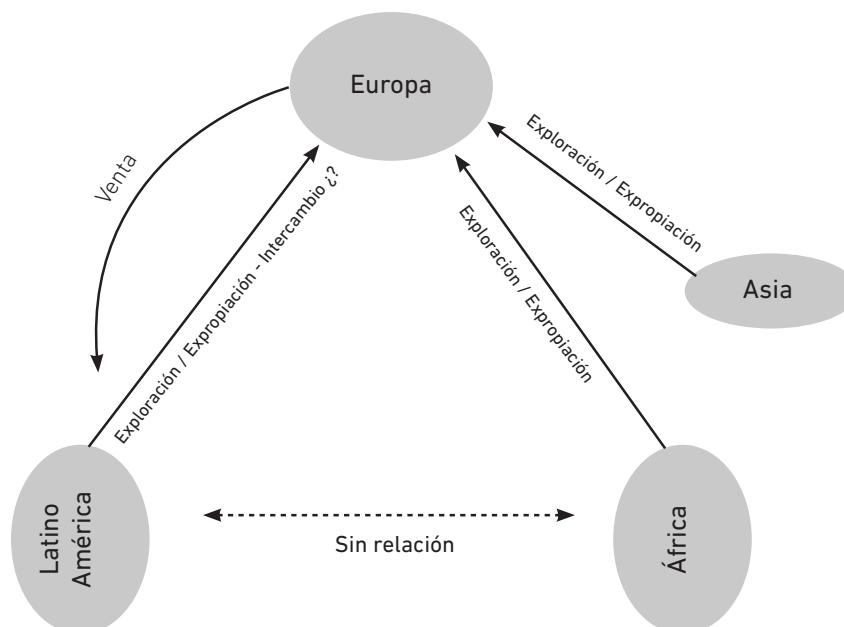 Europa
Venta
Exploración / Expropiación - Intercambio ¿?
Exploración / Expropiación
Exploración / Expropiación
Asia
Latino
América
Sin relación
África